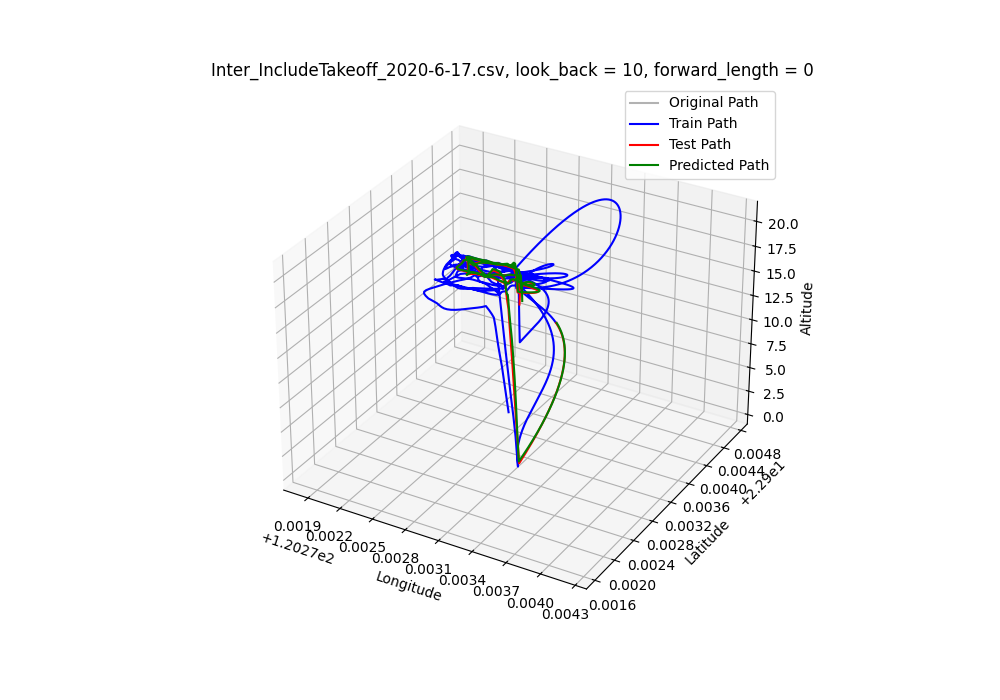 Inter_IncludeTakeoff_2020-6-17.csv, look_back = 10, forward_length = 0
Original Path
Train Path
Test Path
Predicted Path
20.0
17.5
15.0
12.5
10.0
7.5
5.0
2.5
0.0
Altitude
0.0048
0.0044
0.0040
0.0036
0.0032
0.0028
0.0024
0.0020
0.0016
+2.29e1
Latitude
0.0019
0.0022
0.0025
0.0028
0.0031
0.0034
0.0037
0.0040
0.0043
+1.2027e2
Longitude